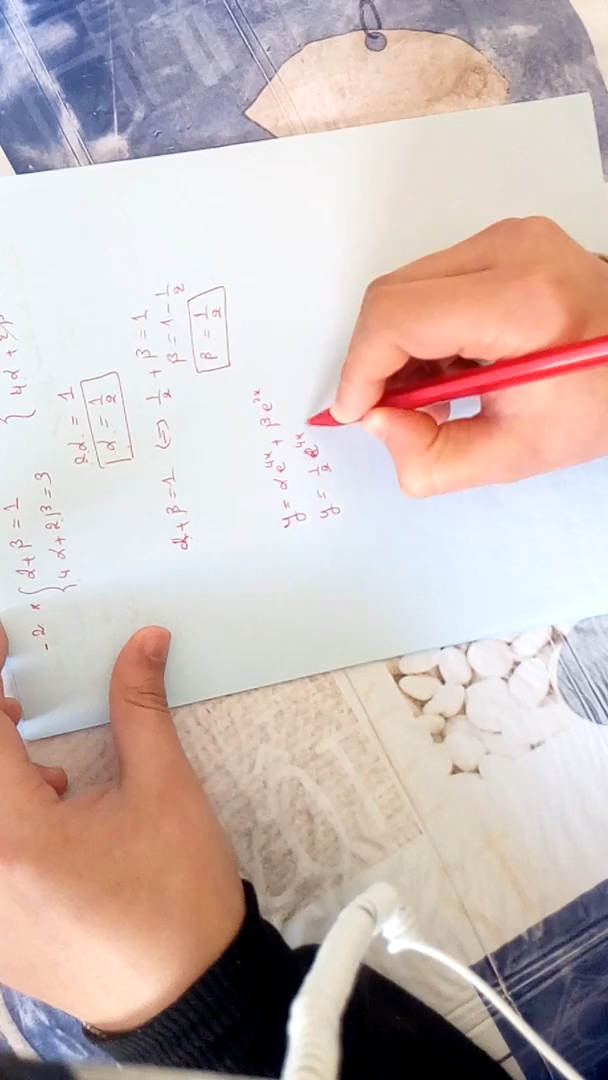 { 4α + 2β
-2 × { α + β = 1
4α + 2β = 3
2α = 1
α = 1/2
α + β = 1 (=) 1/2 + β = 1
β = 1 - 1/2
β = 1/2
y = αe^{4x} + βe^{2x}
y = 1/2 e^{4x}